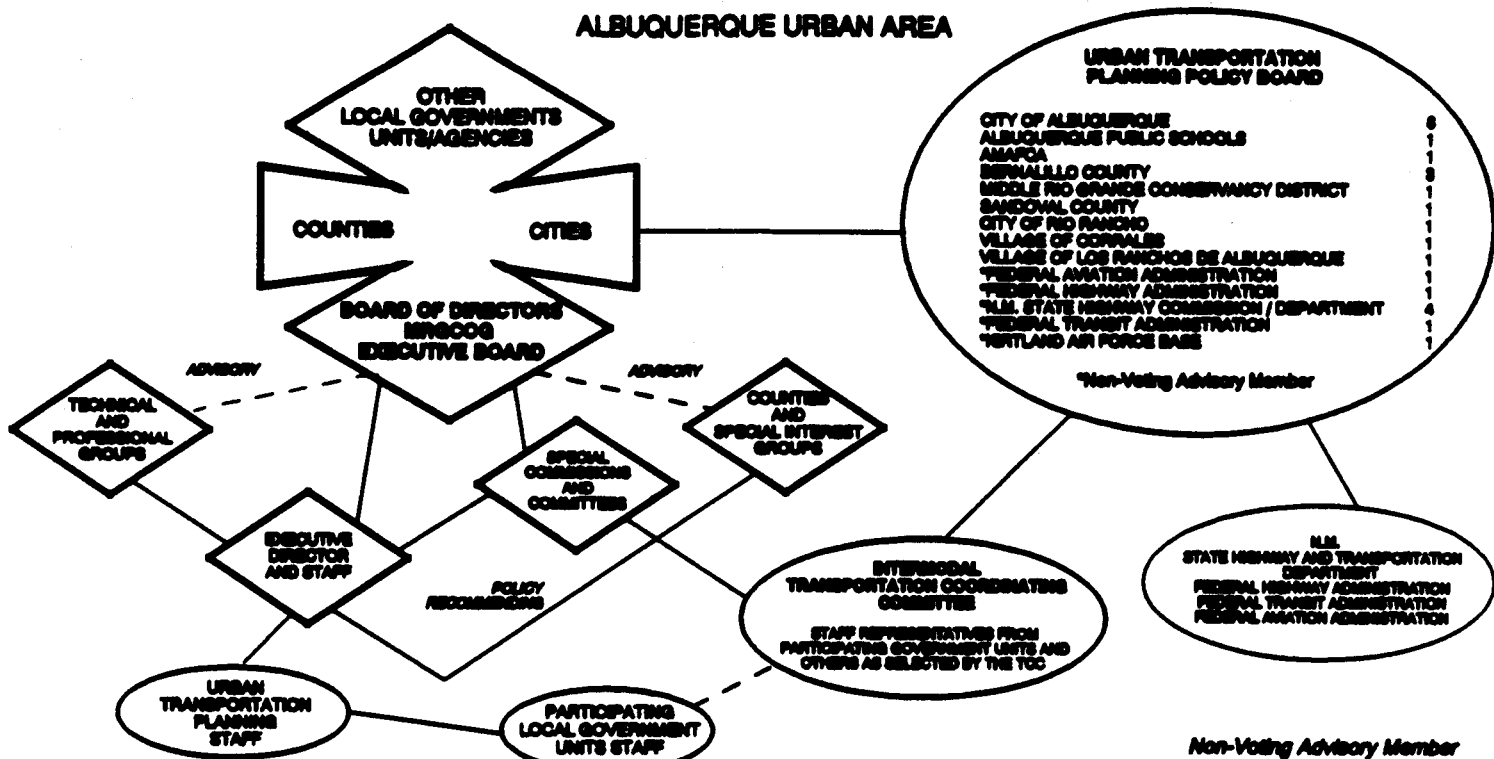 ALBUQUERQUE URBAN AREA
OTHER
LOCAL GOVERNMENTS
UNITS/AGENCIES
COUNTIES
CITIES
BOARD OF DIRECTORS
MRGCOG
EXECUTIVE BOARD
ADVISORY
ADVISORY
TECHNICAL
AND
PROFESSIONAL
GROUPS
COUNTIES
AND
SPECIAL INTEREST
GROUPS
SPECIAL
COMMISSIONS
AND
COMMITTEES
EXECUTIVE
DIRECTOR
AND STAFF
POLICY
RECOMMENDING
URBAN
TRANSPORTATION
PLANNING
STAFF
PARTICIPATING
LOCAL GOVERNMENT
UNITS STAFF
URBAN TRANSPORTATION
PLANNING POLICY BOARD
CITY OF ALBUQUERQUE
ALBUQUERQUE PUBLIC SCHOOLS 1
AMAFCA 1
BERNALILLO COUNTY 3
MIDDLE RIO GRANDE CONSERVANCY DISTRICT 1
SANDOVAL COUNTY 1
CITY OF RIO RANCHO 1
VILLAGE OF CORRALES 1
VILLAGE OF LOS RANCHOS DE ALBUQUERQUE 1
*FEDERAL AVIATION ADMINISTRATION 1
*FEDERAL HIGHWAY ADMINISTRATION 1
*N.M. STATE HIGHWAY COMMISSION / DEPARTMENT 4
*FEDERAL TRANSIT ADMINISTRATION 1
*KIRTLAND AIR FORCE BASE 1
*Non-Voting Advisory Member
INTERMODAL
TRANSPORTATION COORDINATING
COMMITTEE
STAFF REPRESENTATIVES FROM
PARTICIPATING GOVERNMENT UNITS AND
OTHERS AS SELECTED BY THE TCC
N.M.
STATE HIGHWAY AND TRANSPORTATION
DEPARTMENT
FEDERAL HIGHWAY ADMINISTRATION
FEDERAL TRANSIT ADMINISTRATION
FEDERAL AVIATION ADMINISTRATION
Non-Voting Advisory Member